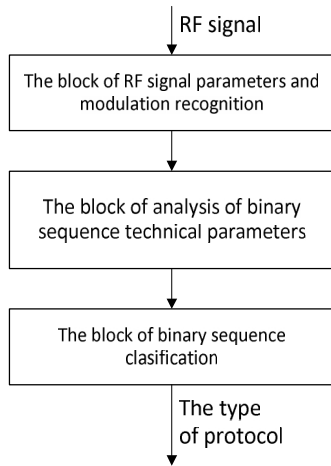 RF signal
The block of RF signal parameters and
modulation recognition
The block of analysis of binary
sequence technical parameters
The block of binary sequence
clasification
The type
of protocol